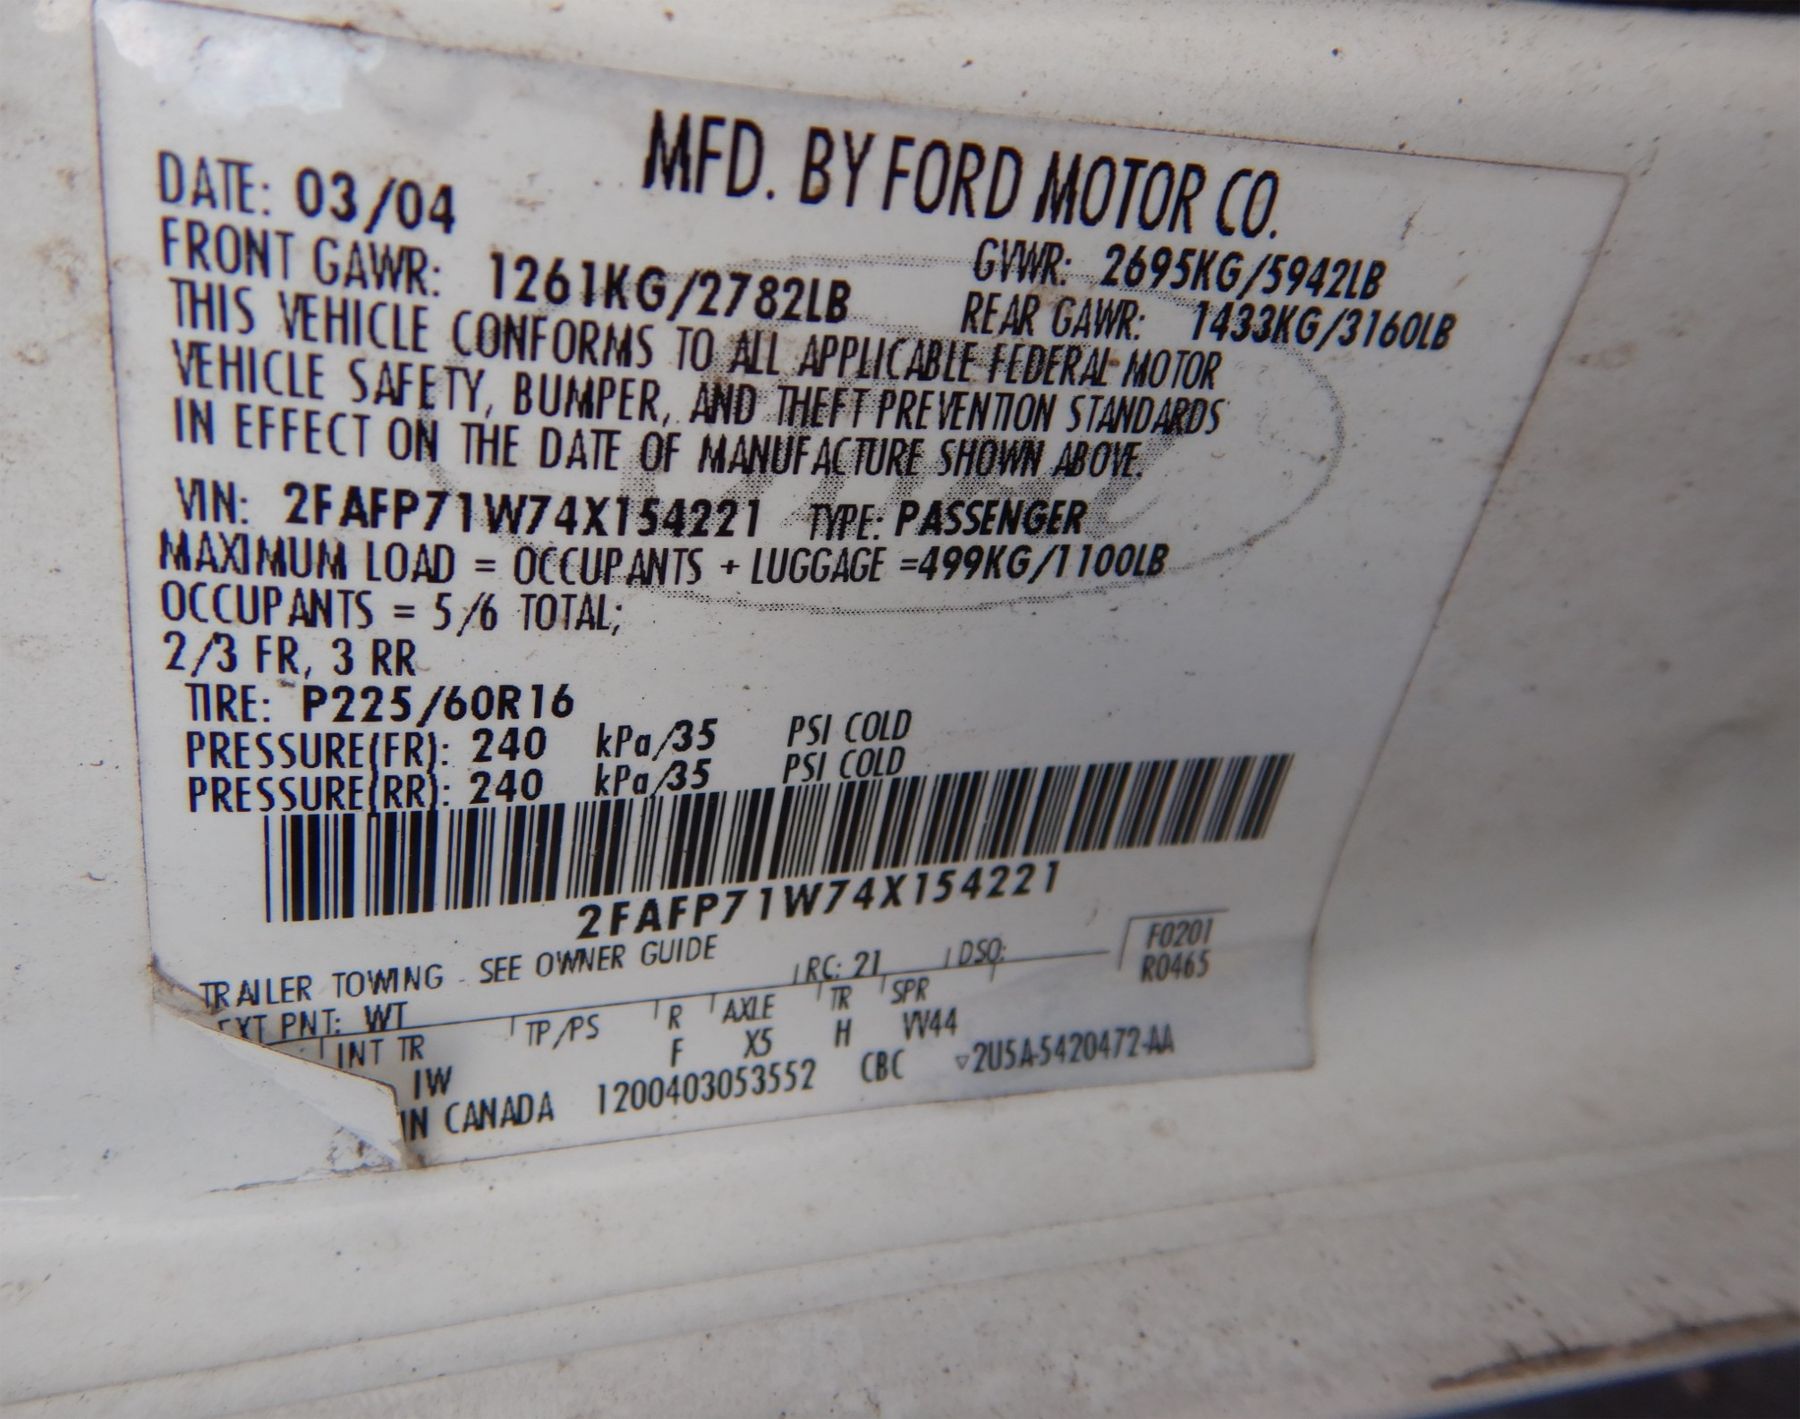 MFD. BY FORD MOTOR CO.
DATE: 03/04
GVWR: 2695KG/5942LB
FRONT GAWR: 1261KG/2782LB
REAR GAWR: 1433KG/3160LB
THIS VEHICLE CONFORMS TO ALL APPLICABLE FEDERAL MOTOR
VEHICLE SAFETY, BUMPER, AND THEFT PREVENTION STANDARDS
IN EFFECT ON THE DATE OF MANUFACTURE SHOWN ABOVE.
VIN: 2FAFP71W74X154221 TYPE: PASSENGER
MAXIMUM LOAD = OCCUPANTS + LUGGAGE =499KG/1100LB
OCCUPANTS = 5/6 TOTAL;
2/3 FR, 3 RR
TIRE: P225/60R16
PRESSURE(FR): 240 kPa/35 PSI COLD
PRESSURE(RR): 240 kPa/35 PSI COLD
2FAFP71W74X154221
TRAILER TOWING - SEE OWNER GUIDE
F0201
R0465
EXT PNT: WT RC: 21 DSO:
INT TR TP/PS R AXLE TR SPR
IW F X5 H VV44
IN CANADA 1200403053552 CBC ▽2U5A-5420472-AA